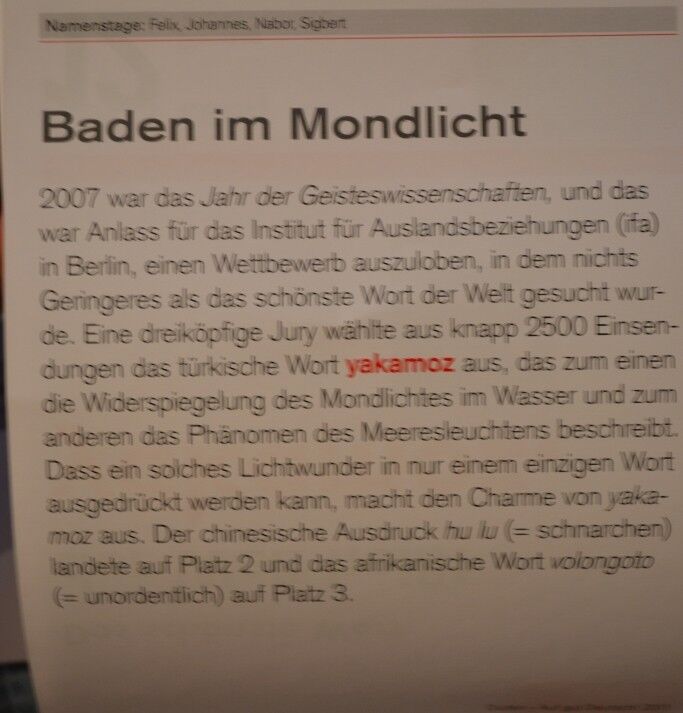 Namenstage: Felix, Johannes, Nabor, Sigbert
Baden im Mondlicht
2007 war das Jahr der Geisteswissenschaften, und das
war Anlass für das Institut für Auslandsbeziehungen (ifa)
in Berlin, einen Wettbewerb auszuloben, in dem nichts
Geringeres als das schönste Wort der Welt gesucht wur-
de. Eine dreiköpfige Jury wählte aus knapp 2500 Einsen-
dungen das türkische Wort yakamoz aus, das zum einen
die Widerspiegelung des Mondlichtes im Wasser und zum
anderen das Phänomen des Meeresleuchtens beschreibt.
Dass ein solches Lichtwunder in nur einem einzigen Wort
ausgedrückt werden kann, macht den Charme von yaka-
moz aus. Der chinesische Ausdruck hu lu (= schnarchen)
landete auf Platz 2 und das afrikanische Wort volongoto
(= unordentlich) auf Platz 3.